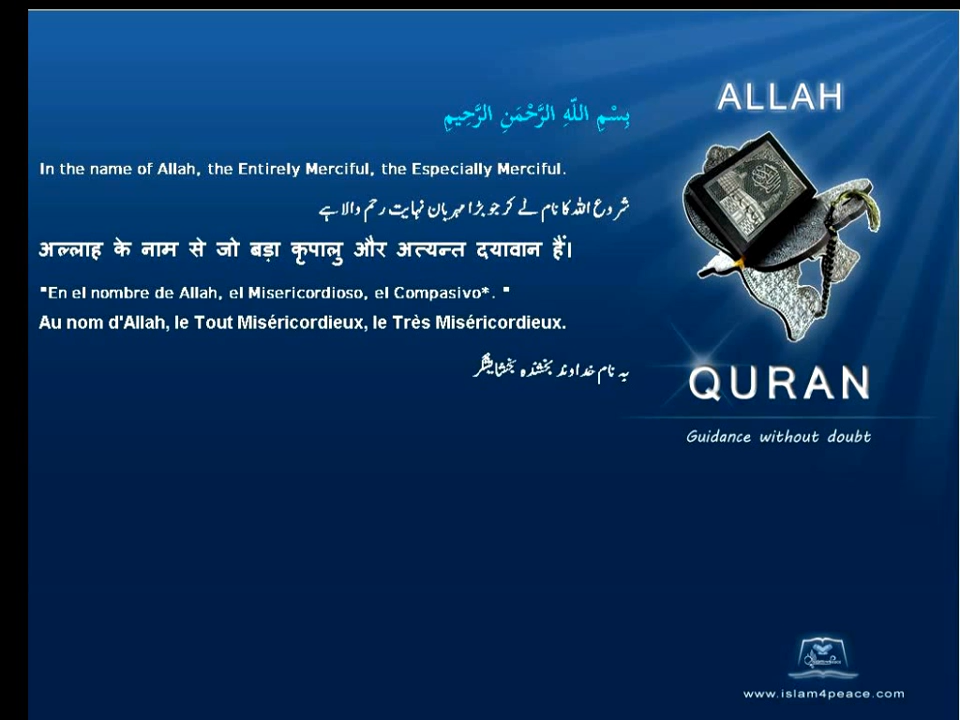 بِسْمِ اللّهِ الرَّحْمَنِ الرَّحِيمِ
In the name of Allah, the Entirely Merciful, the Especially Merciful.
شروع الله کا نام لے کر جو بڑا مہربان نہایت رحم والا ہے
अल्लाह के नाम से जो बड़ा कृपालु और अत्यन्त दयावान हैं।
"En el nombre de Allah, el Misericordioso, el Compasivo*. "
Au nom d'Allah, le Tout Miséricordieux, le Très Miséricordieux.
به نام خداوند بخشنده بخشایشگر
ALLAH
QURAN
Guidance without doubt
www.islam4peace.com